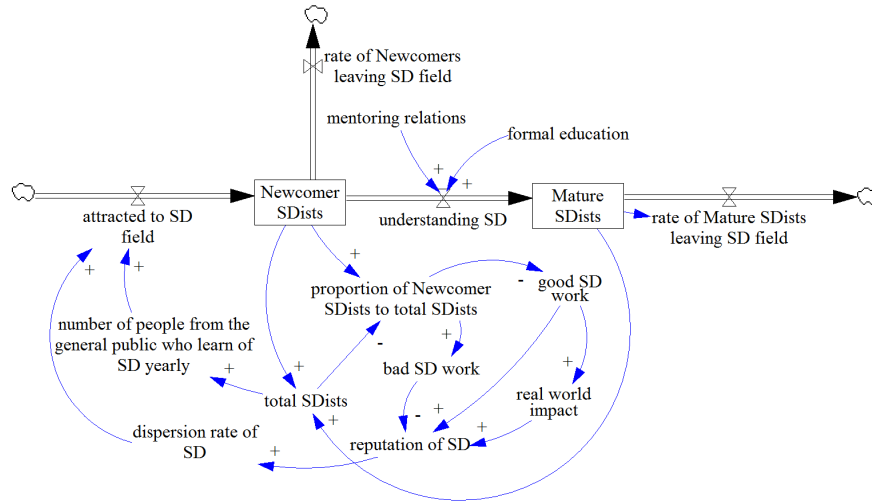 rate of Newcomers
leaving SD field
mentoring relations
formal education
+
+
Newcomer
SDists
Mature
SDists
attracted to SD
field
understanding SD
rate of Mature SDists
leaving SD field
+
+
+
proportion of Newcomer
SDists to total SDists
-
good SD
work
number of people from the
general public who learn of
SD yearly
+
-
+
bad SD work
+
+
total SDists
+
real world
impact
-
+
+
dispersion rate of
SD
+
reputation of SD
+